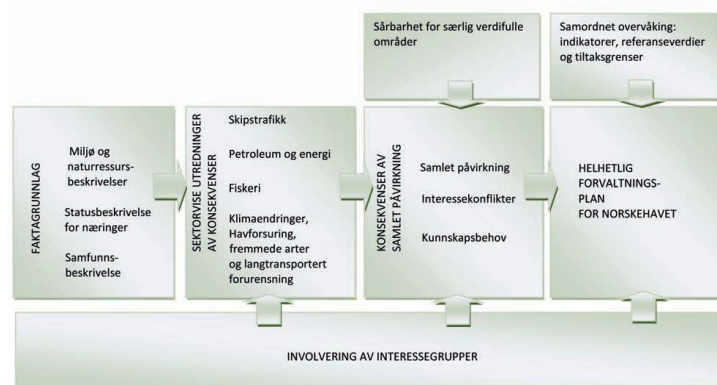 Sårbarhet for særlig verdifulle
områder
Samordnet overvåking:
indikatorer, referanseverdier
og tiltaksgrenser
FAKTAGRUNNLAG
Miljø og
naturressurs-
beskrivelser
Statusbeskrivelse
for næringer
Samfunns-
beskrivelse
SEKTORVISE UTREDNINGER
AV KONSEKVENSER
Skipstrafikk
Petroleum og energi
Fiskeri
Klimaendringer,
Havforsuring,
fremmede arter
og langtransportert
forurensning
KONSEKVENSER AV
SAMLET PÅVIRKNING
Samlet påvirkning
Interessekonflikter
Kunnskapsbehov
HELHETLIG
FORVALTNINGS-
PLAN
FOR NORSKEHAVET
INVOLVERING AV INTERESSEGRUPPER